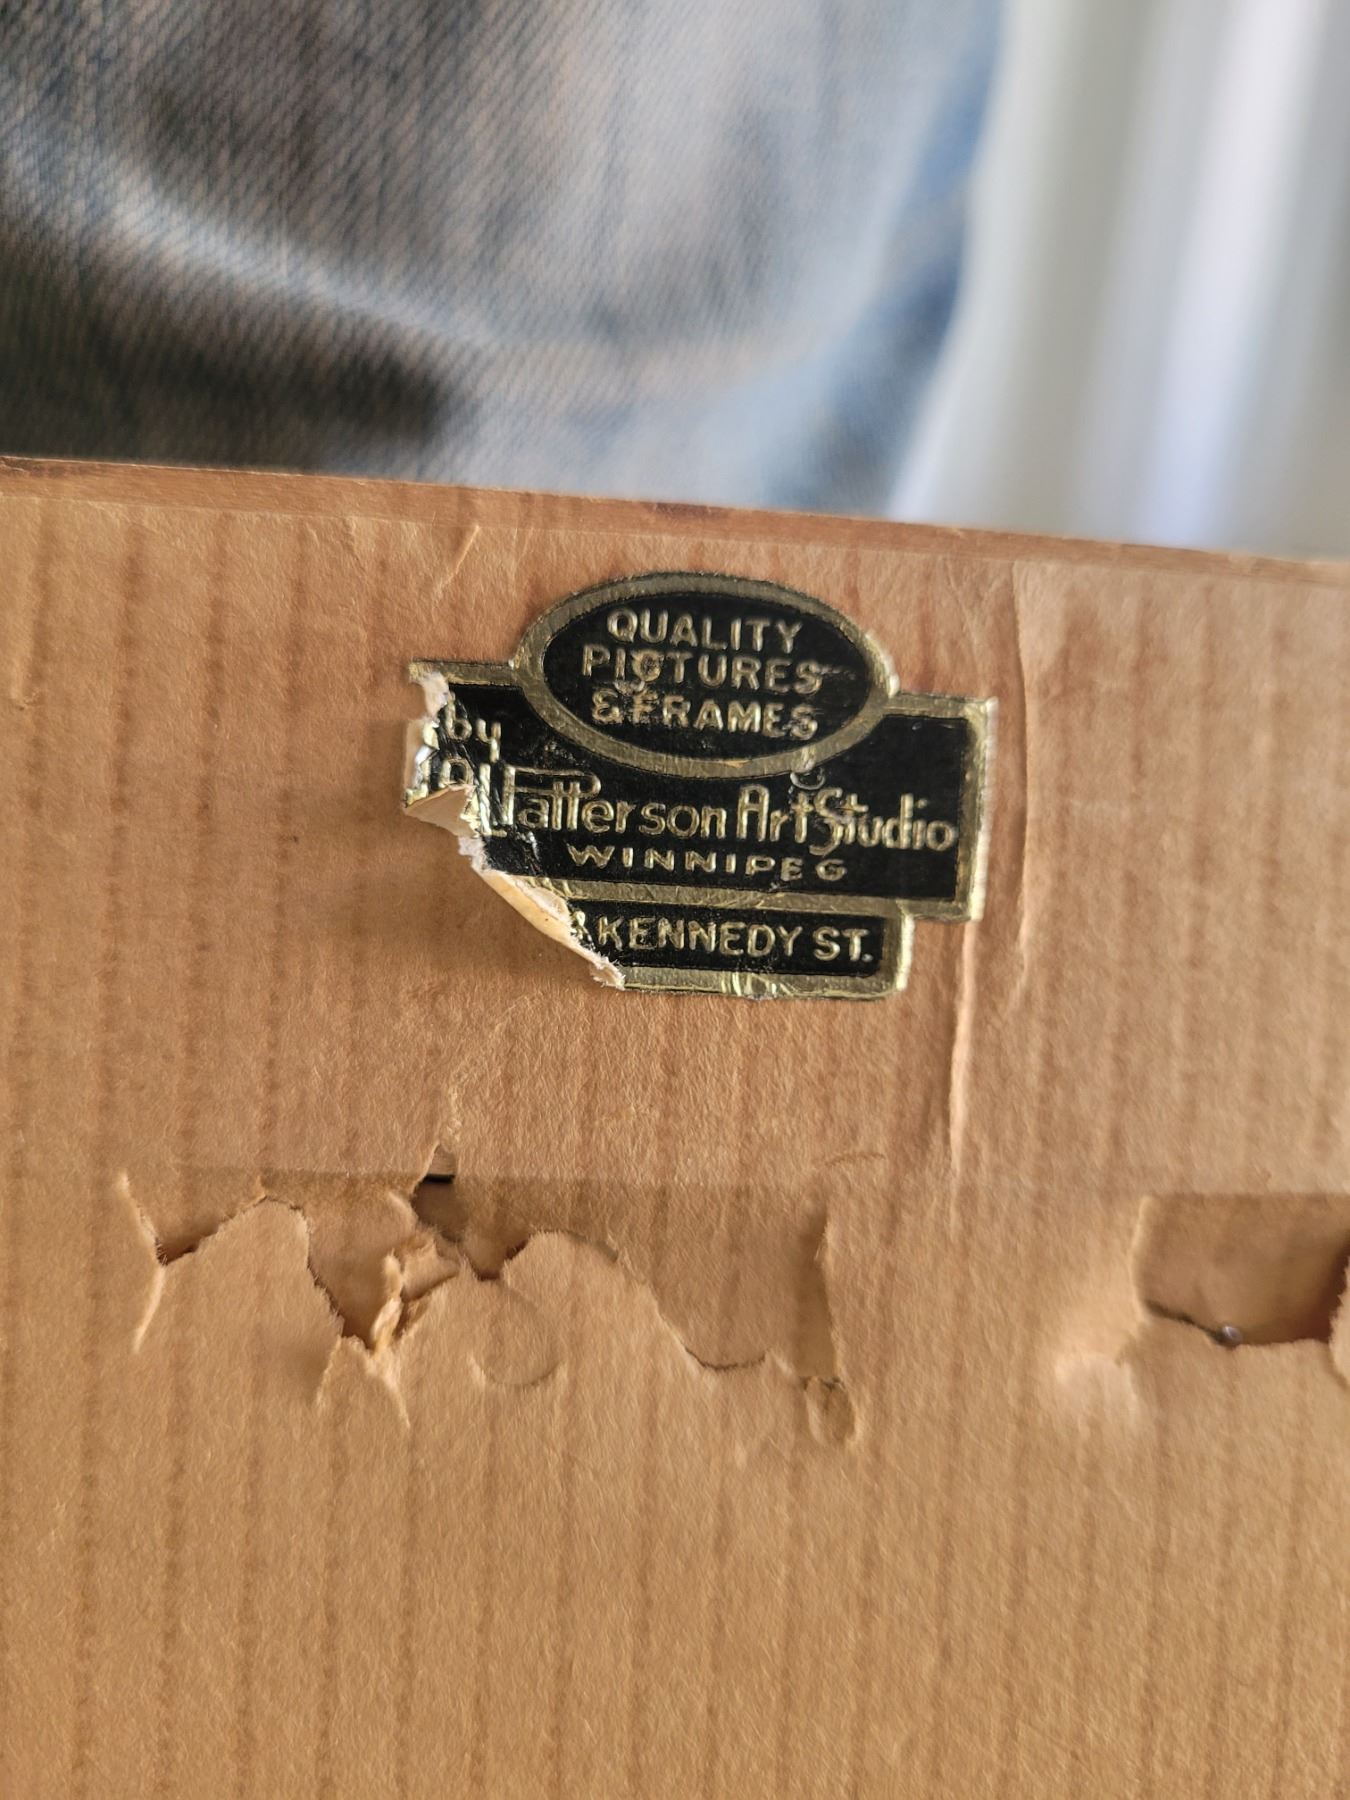 QUALITY
PICTURES
& FRAMES
by
Patterson Art Studio
WINNIPEG
KENNEDY ST.